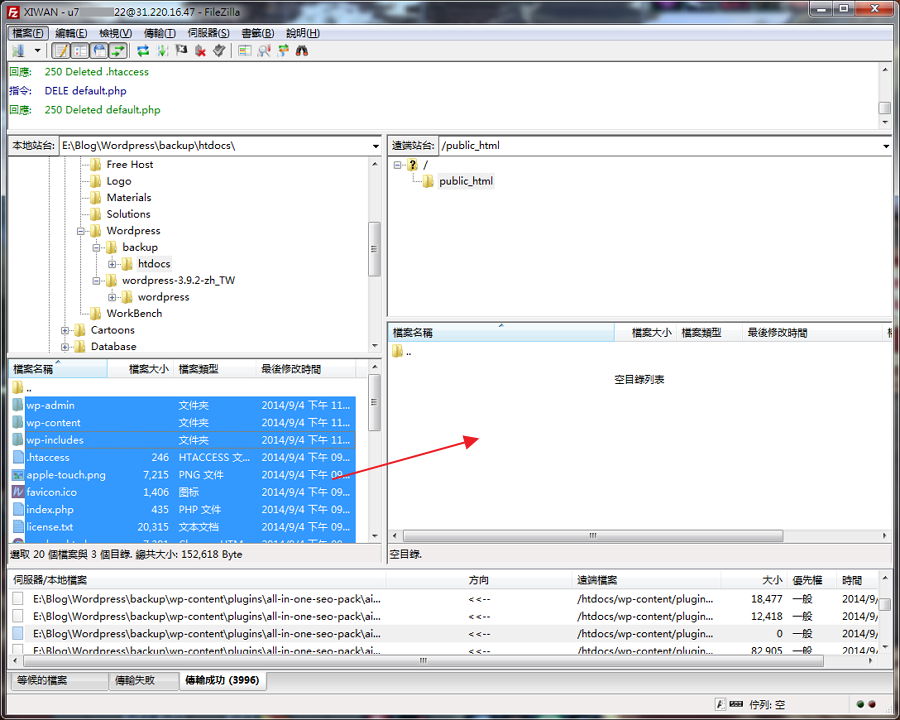 XIWAN - u7 22@31.220.16.47 - FileZilla
檔案(F) 編輯(E) 檢視(V) 傳輸(T) 伺服器(S) 書籤(B) 說明(H)
回應: 250 Deleted .htaccess
指令: DELE default.php
回應: 250 Deleted default.php
本地站台: E:\Blog\Wordpress\backup\htdocs\
Free Host
Logo
Materials
Solutions
Wordpress
backup
htdocs
wordpress-3.9.2-zh_TW
wordpress
WorkBench
Cartoons
Database
遠端站台: /public_html
/
public_html
檔案名稱 檔案大小 檔案類型 最後修改時間
..
wp-admin 文件夹 2014/9/4 下午 11...
wp-content 文件夹 2014/9/4 下午 11...
wp-includes 文件夹 2014/9/4 下午 11...
.htaccess 246 HTACCESS 文... 2014/9/4 下午 09...
apple-touch.png 7,215 PNG 文件 2014/9/4 下午 09...
favicon.ico 1,406 图标 2014/9/4 下午 09...
index.php 435 PHP 文件 2014/9/4 下午 09...
license.txt 20,315 文本文档 2014/9/4 下午 09...
選取 20 個檔案與 3 個目錄. 總共大小: 152,618 Byte
檔案名稱 檔案大小 檔案類型 最後修改時間
..
空目錄列表
空目錄.
伺服器/本地檔案 方向 遠端檔案 大小 優先權 時間
E:\Blog\Wordpress\backup\wp-content\plugins\all-in-one-seo-pack\ai... <<-- /htdocs/wp-content/plugin... 18,477 一般 2014/9/
E:\Blog\Wordpress\backup\wp-content\plugins\all-in-one-seo-pack\ai... <<-- /htdocs/wp-content/plugin... 12,418 一般 2014/9/
E:\Blog\Wordpress\backup\wp-content\plugins\all-in-one-seo-pack\ai... <<-- /htdocs/wp-content/plugin... 0 一般 2014/9/
E:\Blog\Wordpress\backup\wp-content\plugins\all-in-one-seo-pack\ai... <<-- /htdocs/wp-content/plugin... 82,905 一般 2014/9/
等候的檔案 傳輸失敗 傳輸成功 (3996)
佇列: 空